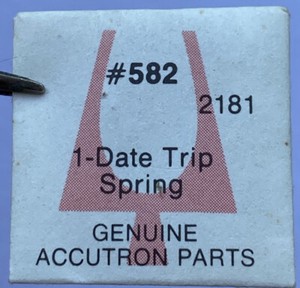 #582
2181
1-Date Trip
Spring
GENUINE
ACCUTRON PARTS